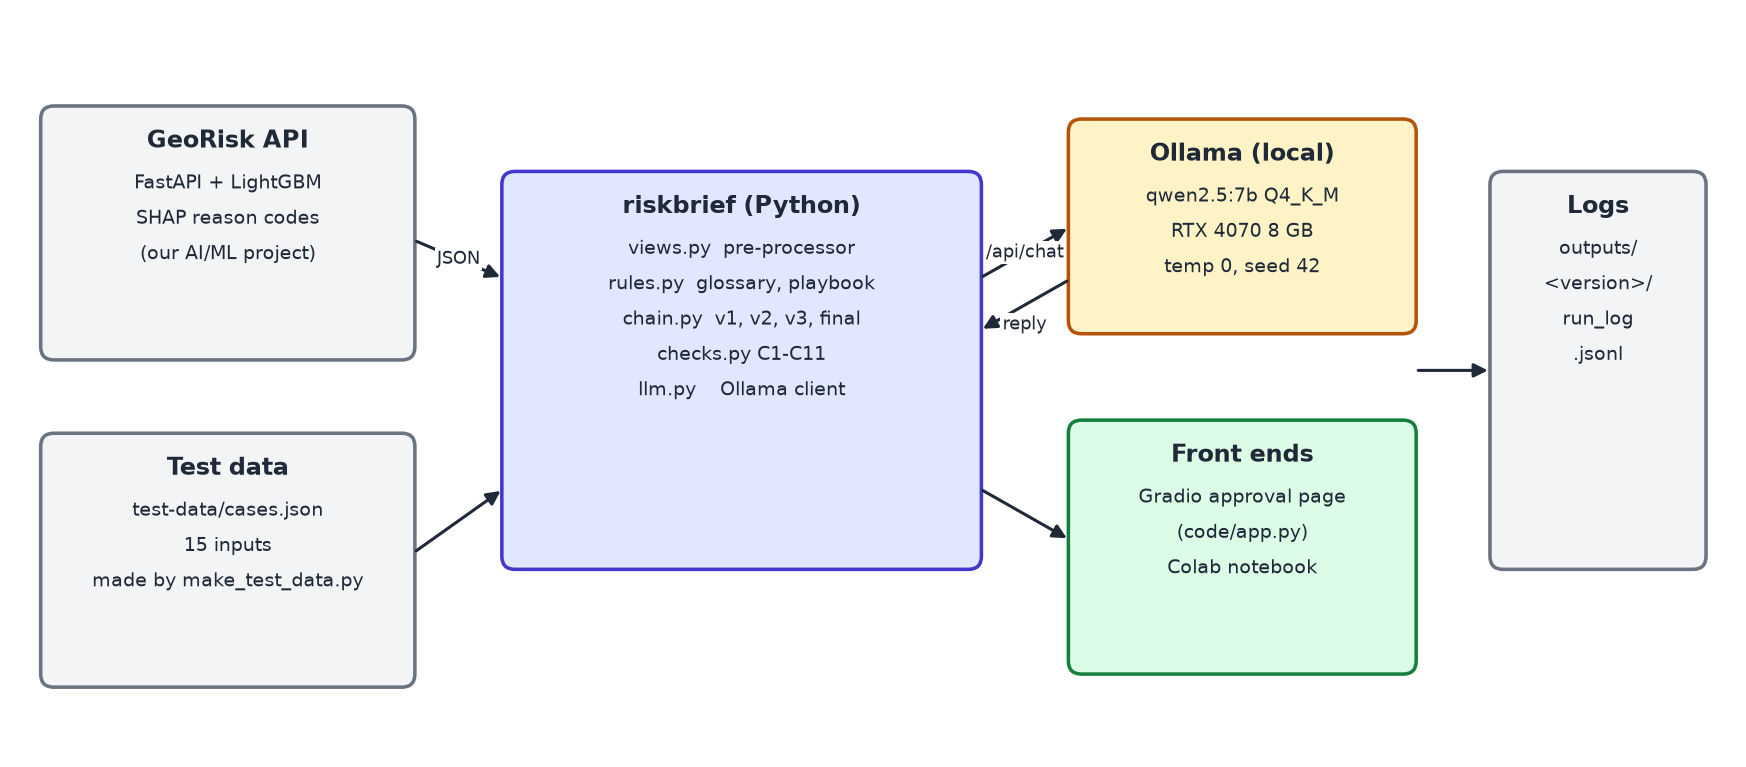 GeoRisk API
FastAPI + LightGBM
SHAP reason codes
(our AI/ML project)
JSON
Test data
test-data/cases.json
15 inputs
made by make_test_data.py
riskbrief (Python)
views.py  pre-processor
rules.py  glossary, playbook
chain.py  v1, v2, v3, final
checks.py C1-C11
llm.py    Ollama client
/api/chat
reply
Ollama (local)
qwen2.5:7b Q4_K_M
RTX 4070 8 GB
temp 0, seed 42
Front ends
Gradio approval page
(code/app.py)
Colab notebook
Logs
outputs/
<version>/
run_log
.jsonl